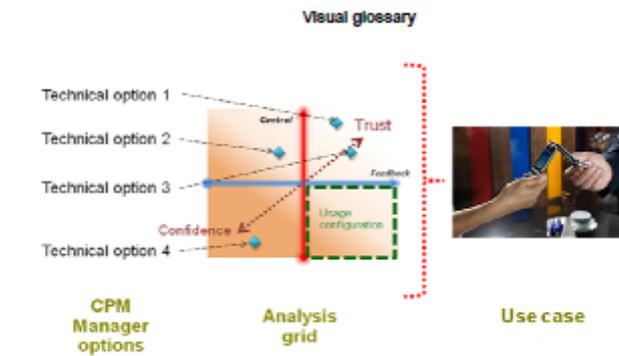 Visual glossary
Technical option 1
Technical option 2
Technical option 3
Technical option 4
Control
Trust
Feedback
Usage
configuration
Confidence
CPM
Manager
options
Analysis
grid
Use case